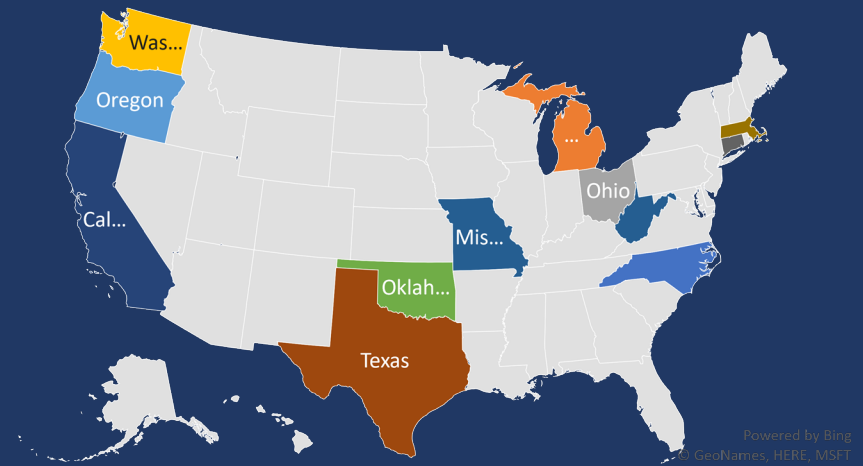 Was...
Oregon
...
Ohio
Cal...
Mis...
Oklah...
Texas
Powered by Bing
© GeoNames, HERE, MSFT